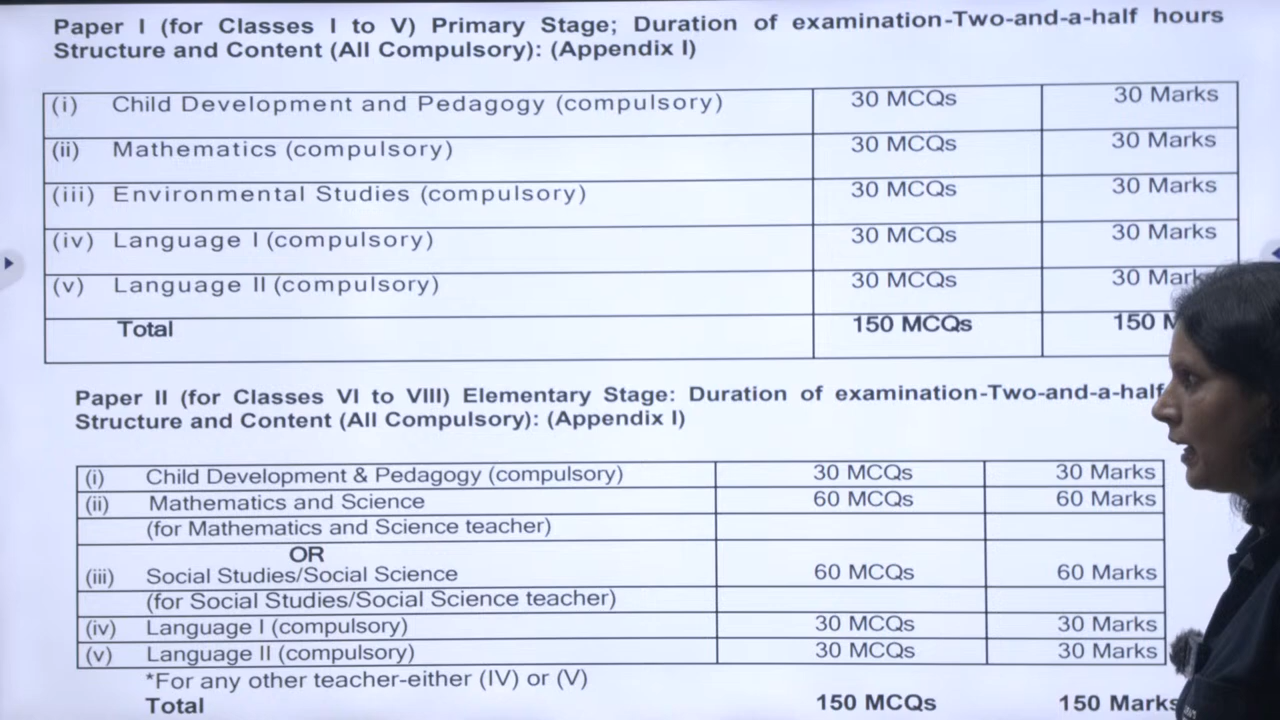 Paper I (for Classes I to V) Primary Stage; Duration of examination-Two-and-a-half hours
Structure and Content (All Compulsory): (Appendix I)
(i) Child Development and Pedagogy (compulsory) 30 MCQs 30 Marks
(ii) Mathematics (compulsory) 30 MCQs 30 Marks
(iii) Environmental Studies (compulsory) 30 MCQs 30 Marks
(iv) Language I (compulsory) 30 MCQs 30 Marks
(v) Language II (compulsory) 30 MCQs 30 Mark
Total 150 MCQs 150 M
Paper II (for Classes VI to VIII) Elementary Stage: Duration of examination-Two-and-a-half
Structure and Content (All Compulsory): (Appendix I)
(i) Child Development & Pedagogy (compulsory) 30 MCQs 30 Marks
(ii) Mathematics and Science 60 MCQs 60 Marks
(for Mathematics and Science teacher)
OR
(iii) Social Studies/Social Science 60 MCQs 60 Marks
(for Social Studies/Social Science teacher)
(iv) Language I (compulsory) 30 MCQs 30 Marks
(v) Language II (compulsory) 30 MCQs 30 Marks
*For any other teacher-either (IV) or (V)
Total 150 MCQs 150 Marks